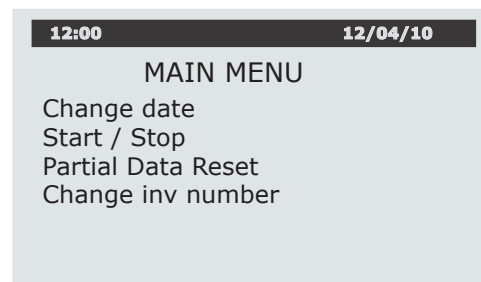 12:00 12/04/10
MAIN MENU
Change date
Start / Stop
Partial Data Reset
Change inv number